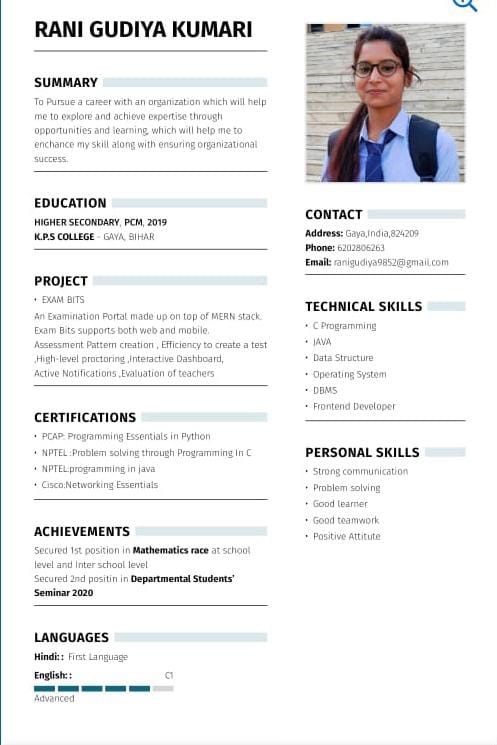 RANI GUDIYA KUMARI
SUMMARY
To Pursue a career with an organization which will help
me to explore and achieve expertise through
opportunities and learning, which will help me to
enchance my skill along with ensuring organizational
success.
EDUCATION
HIGHER SECONDARY, PCM, 2019
K.P.S COLLEGE - GAYA, BIHAR
PROJECT
• EXAM BITS
An Examination Portal made up on top of MERN stack.
Exam Bits supports both web and mobile.
Assessment Pattern creation , Efficiency to create a test
,High-level proctoring ,Interactive Dashboard,
Active Notifications ,Evaluation of teachers
CERTIFICATIONS
• PCAP: Programming Essentials in Python
• NPTEL :Problem solving through Programming In C
• NPTEL:programming in java
• Cisco:Networking Essentials
ACHIEVEMENTS
Secured 1st position in Mathematics race at school
level and Inter school level
Secured 2nd positin in Departmental Students'
Seminar 2020
LANGUAGES
Hindi: : First Language
English: : C1
Advanced
CONTACT
Address: Gaya,India,824209
Phone: 6202806263
Email: ranigudiya9852@gmail.com
TECHNICAL SKILLS
• C Programming
• JAVA
• Data Structure
• Operating System
• DBMS
• Frontend Developer
PERSONAL SKILLS
• Strong communication
• Problem solving
• Good learner
• Good teamwork
• Positive Attitute